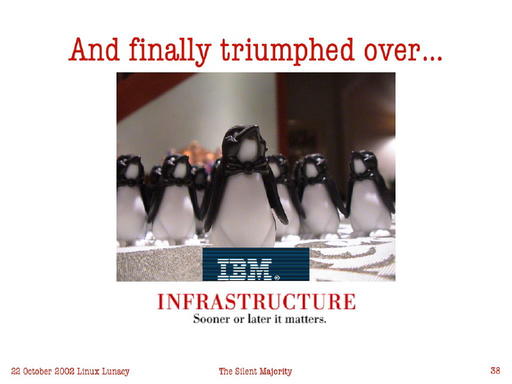 And finally triumphed over...
IBM
INFRASTRUCTURE
Sooner or later it matters.
22 October 2002 Linux Lunacy
The Silent Majority
38